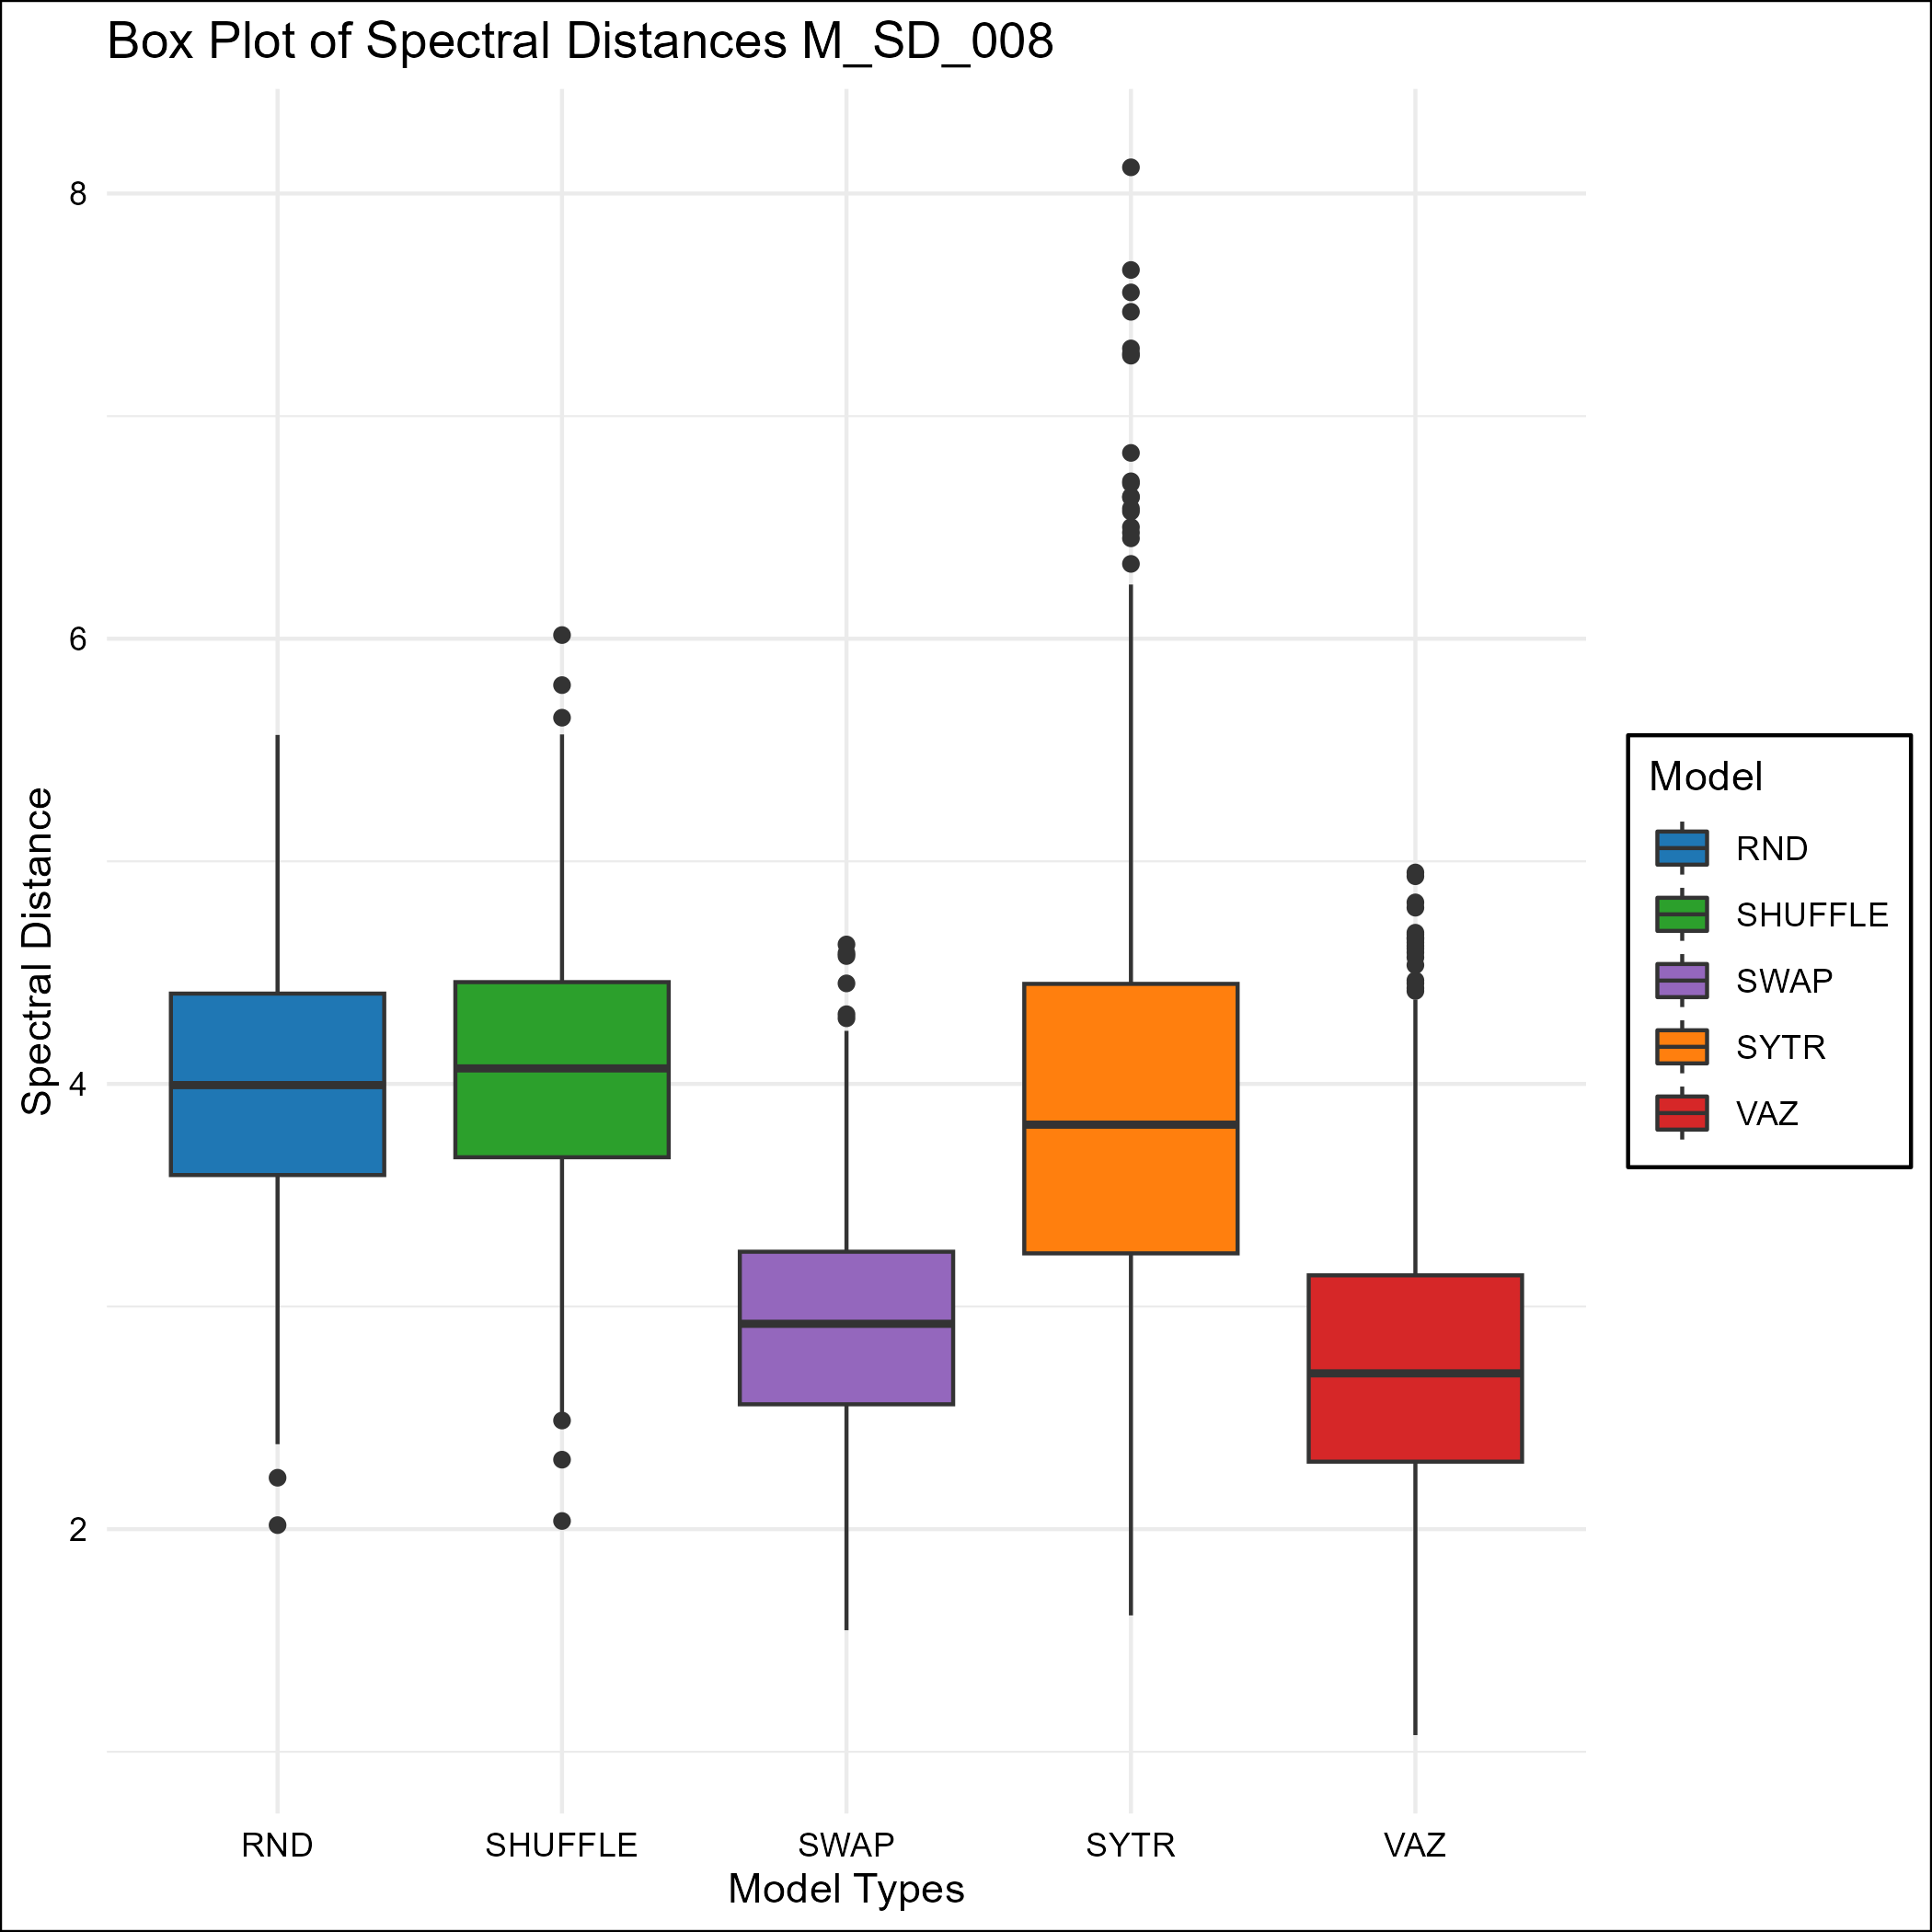 Box Plot of Spectral Distances M_SD_008
Spectral Distance
8
6
4
2
RND
SHUFFLE
SWAP
SYTR
VAZ
Model Types
Model
RND
SHUFFLE
SWAP
SYTR
VAZ